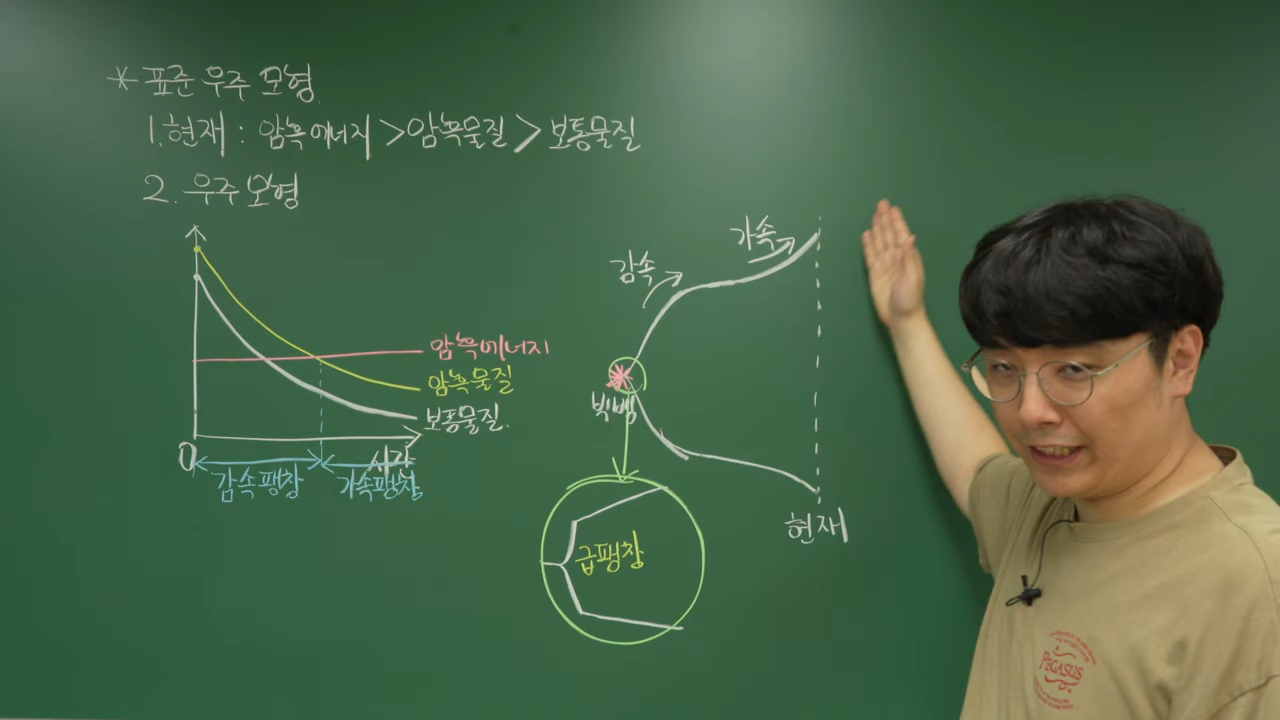 * 표준 우주 모형
1. 현재 : 암흑에너지 > 암흑물질 > 보통물질
2. 우주 모형
암흑에너지
암흑물질
보통물질
0
시간
감속팽창
가속팽창
감속
가속
빅뱅
현재
급팽창
PEGASUS